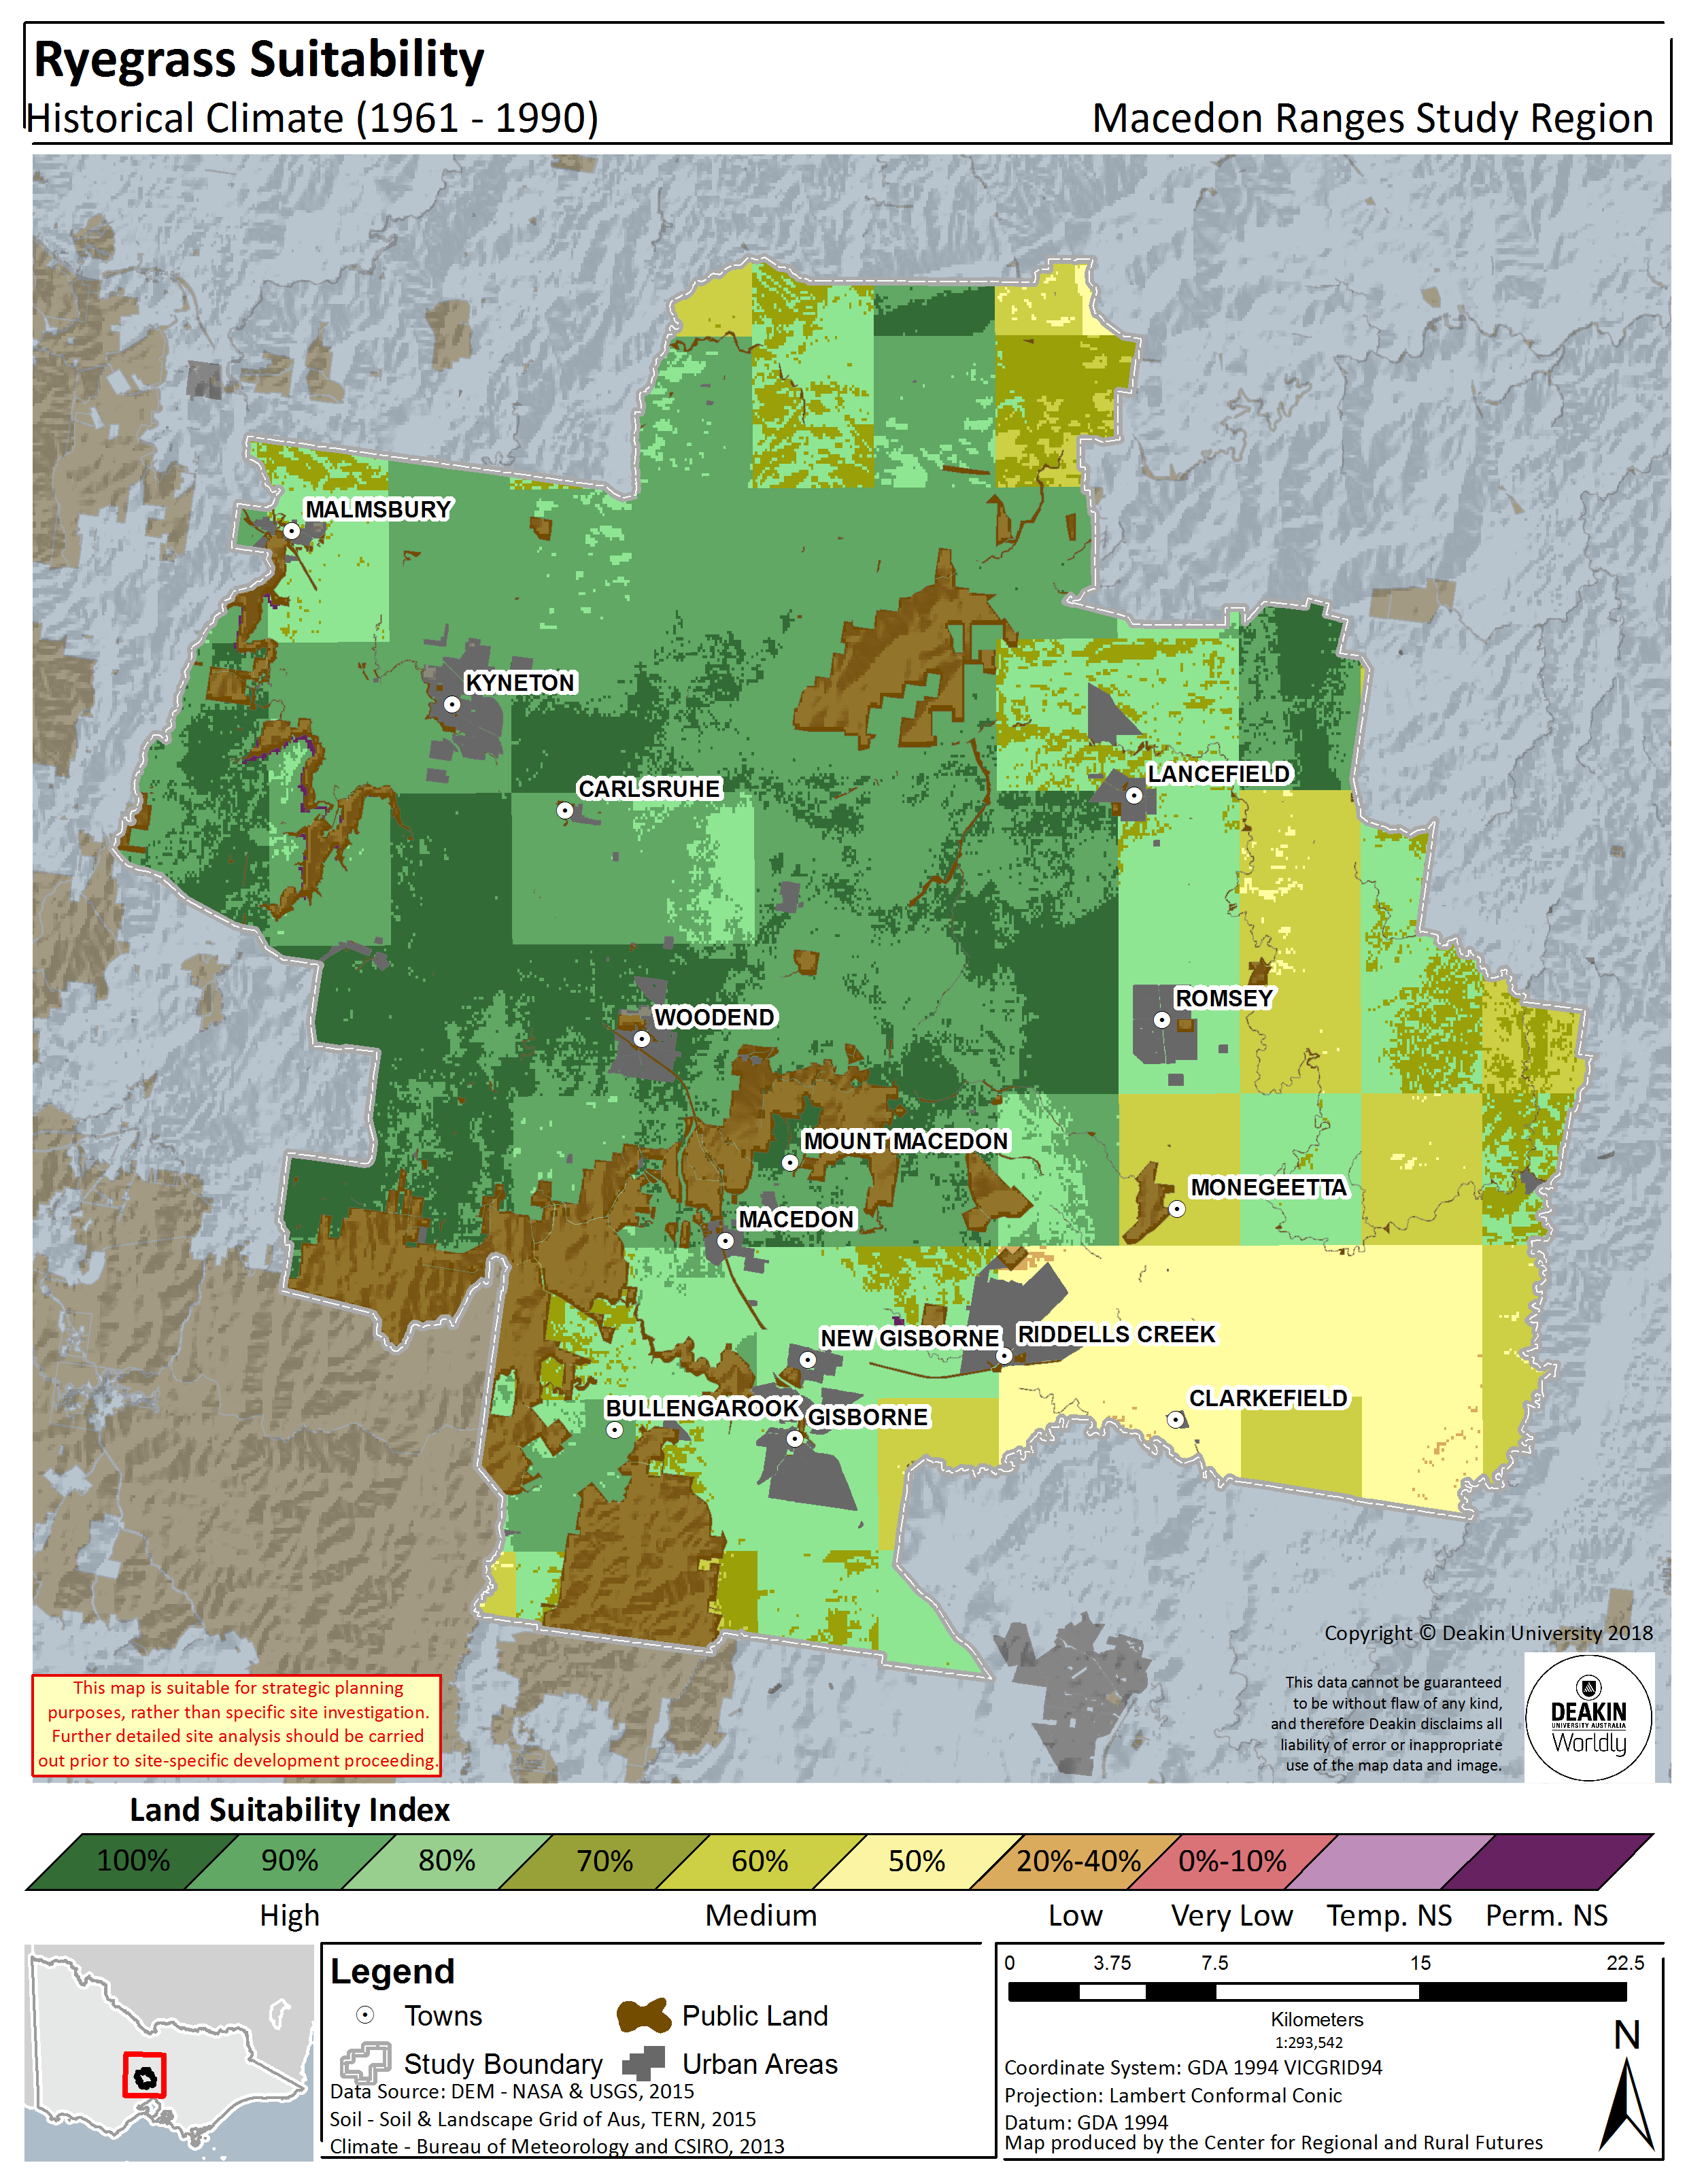 Ryegrass Suitability
Historical Climate (1961 - 1990)
Macedon Ranges Study Region
MALMSBURY
KYNETON
CARLSRUHE
LANCEFIELD
ROMSEY
WOODEND
MOUNT MACEDON
MONEGEETTA
MACEDON
NEW GISBORNE
RIDDELLS CREEK
CLARKEFIELD
BULLENGAROOK
GISBORNE
Copyright © Deakin University 2018
This data cannot be guaranteed
to be without flaw of any kind,
and therefore Deakin disclaims all
liability of error or inappropriate
use of the map data and image.
DEAKIN
UNIVERSITY AUSTRALIA
Worldly
This map is suitable for strategic planning
purposes, rather than specific site investigation.
Further detailed site analysis should be carried
out prior to site-specific development proceeding.
Land Suitability Index
100% 90% 80% 70% 60% 50% 20%-40% 0%-10%
High Medium Low Very Low Temp. NS Perm. NS
Legend
Towns
Public Land
Study Boundary
Urban Areas
Data Source: DEM - NASA & USGS, 2015
Soil - Soil & Landscape Grid of Aus, TERN, 2015
Climate - Bureau of Meteorology and CSIRO, 2013
0 3.75 7.5 15 22.5
Kilometers
1:293,542
Coordinate System: GDA 1994 VICGRID94
Projection: Lambert Conformal Conic
Datum: GDA 1994
Map produced by the Center for Regional and Rural Futures
N